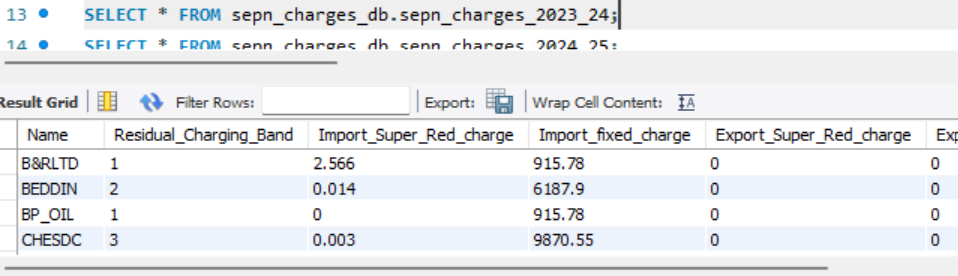 13 SELECT * FROM sepn_charges_db.sepn_charges_2023_24;
14 SELECT * FROM sepn_charges_db.sepn_charges_2024_25;
Result Grid Filter Rows: Export: Wrap Cell Content: IA
Name Residual_Charging_Band Import_Super_Red_charge Import_fixed_charge Export_Super_Red_charge Exp
B&RLTD 1 2.566 915.78 0 0
BEDDIN 2 0.014 6187.9 0 0
BP_OIL 1 0 915.78 0 0
CHESDC 3 0.003 9870.55 0 0